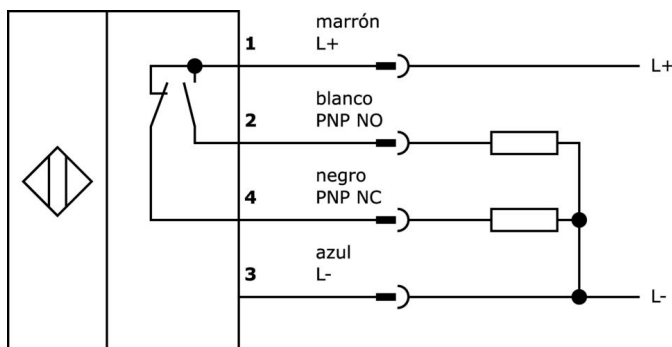 marrón
1
L+
L+
blanco
2
PNP NO
negro
4
PNP NC
azul
3
L-
L-